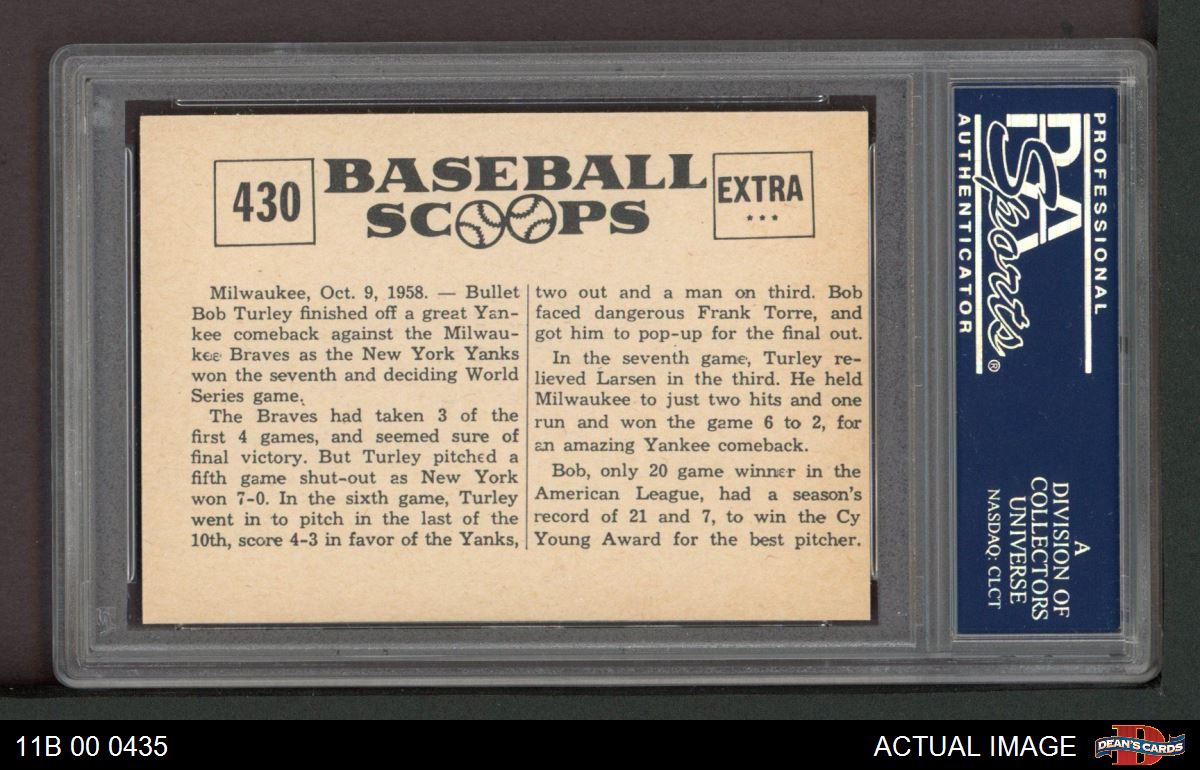 430
BASEBALL
SCOOPS
EXTRA
Milwaukee, Oct. 9, 1958. — Bullet
Bob Turley finished off a great Yan-
kee comeback against the Milwau-
kee Braves as the New York Yanks
won the seventh and deciding World
Series game.
The Braves had taken 3 of the
first 4 games, and seemed sure of
final victory. But Turley pitched a
fifth game shut-out as New York
won 7-0. In the sixth game, Turley
went in to pitch in the last of the
10th, score 4-3 in favor of the Yanks,
two out and a man on third. Bob
faced dangerous Frank Torre, and
got him to pop-up for the final out.
In the seventh game, Turley re-
lieved Larsen in the third. He held
Milwaukee to just two hits and one
run and won the game 6 to 2, for
an amazing Yankee comeback.
Bob, only 20 game winner in the
American League, had a season's
record of 21 and 7, to win the Cy
Young Award for the best pitcher.
PROFESSIONAL
PSA
Sports®
AUTHENTICATOR
A
DIVISION OF
COLLECTORS
UNIVERSE
NASDAQ: CLCT
11B 00 0435
ACTUAL IMAGE
DEAN'S CARDS